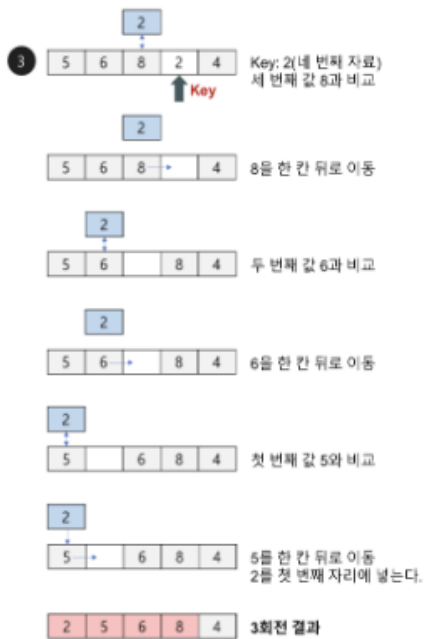 2
3
5 6 8 2 4
Key: 2(네 번째 자료)
세 번째 값 8과 비교
Key
2
5 6 8 4
8을 한 칸 뒤로 이동
2
5 6 8 4
두 번째 값 6과 비교
2
5 6 8 4
6을 한 칸 뒤로 이동
2
5 6 8 4
첫 번째 값 5와 비교
2
5 6 8 4
5를 한 칸 뒤로 이동
2를 첫 번째 자리에 넣는다.
2 5 6 8 4
3회전 결과